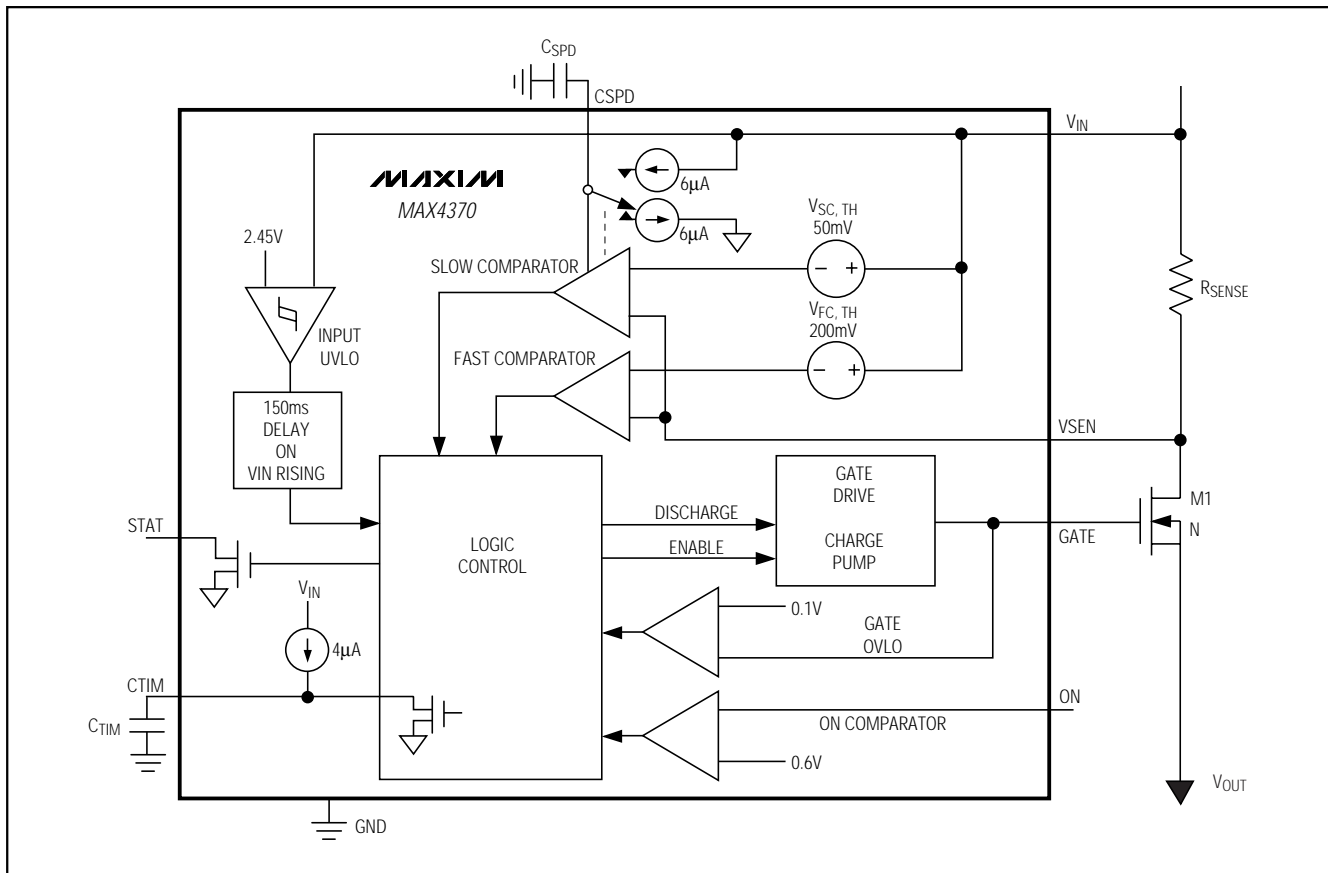 CSPD
CSPD
VIN
MAXIM
MAX4370
6μA
6μA
VSC, TH
50mV
2.45V
SLOW COMPARATOR
RSENSE
VFC, TH
200mV
INPUT
UVLO
FAST COMPARATOR
150ms
DELAY
ON
VIN RISING
VSEN
GATE
DRIVE
CHARGE
PUMP
M1
N
STAT
DISCHARGE
ENABLE
GATE
LOGIC
CONTROL
VIN
4μA
0.1V
GATE
OVLO
CTIM
CTIM
ON
ON COMPARATOR
0.6V
VOUT
GND